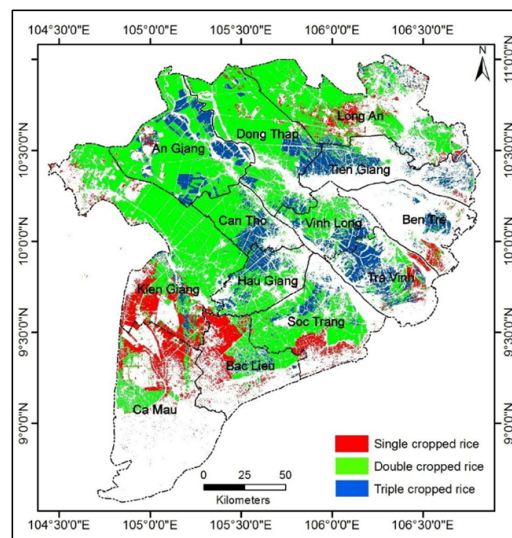 104°30'0"E 105°0'0"E 105°30'0"E 106°0'0"E 106°30'0"E
N
11°0'0"N
10°30'0"N
10°0'0"N
9°30'0"N
9°0'0"N
Long An
Dong Thap
An Giang
Tien Giang
Ben Tre
Can Tho
Vinh Long
Tra Vinh
Hau Giang
Kien Giang
Soc Trang
Bac Lieu
Ca Mau
Single cropped rice
Double cropped rice
Triple cropped rice
0 25 50
Kilometers
11°0'0"N
10°30'0"N
10°0'0"N
9°30'0"N
9°0'0"N
104°30'0"E 105°0'0"E 105°30'0"E 106°0'0"E 106°30'0"E